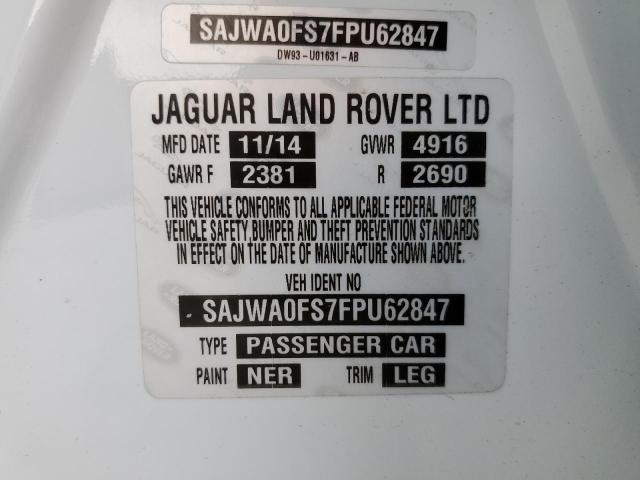 SAJWA0FS7FPU62847
DW93-U01631-AB
JAGUAR LAND ROVER LTD
MFD DATE 11/14 GVWR 4916
GAWR F 2381 R 2690
THIS VEHICLE CONFORMS TO ALL APPLICABLE FEDERAL MOTOR
VEHICLE SAFETY, BUMPER AND THEFT PREVENTION STANDARDS
IN EFFECT ON THE DATE OF MANUFACTURE SHOWN ABOVE.
VEH IDENT NO
SAJWA0FS7FPU62847
TYPE PASSENGER CAR
PAINT NER TRIM LEG